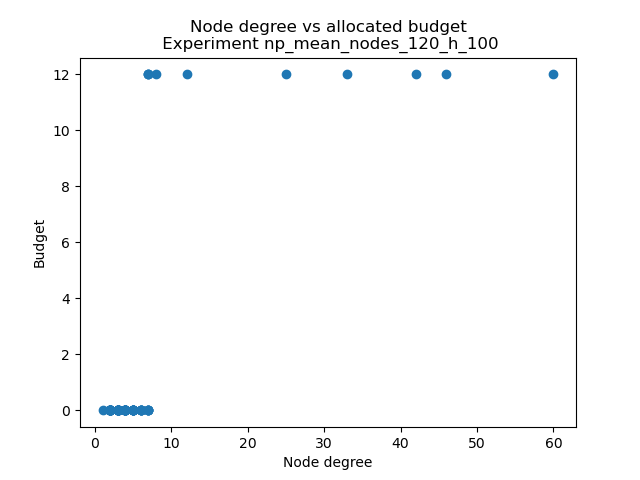 Node degree vs allocated budget
Experiment np_mean_nodes_120_h_100
12
10
8
6
4
2
0
Budget
0 10 20 30 40 50 60
Node degree